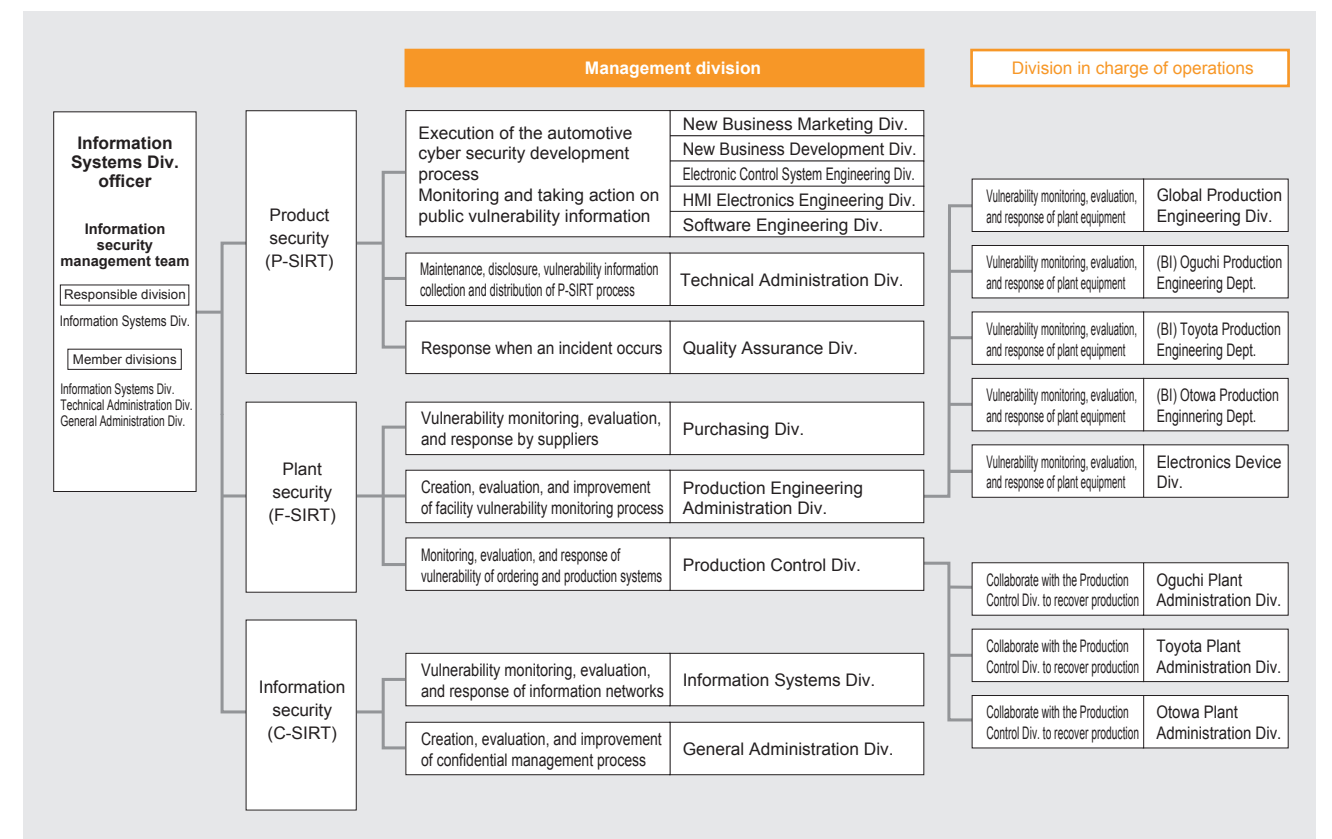 Management division
Division in charge of operations
Information
Systems Div.
officer
Information
security
management team
Responsible division
Information Systems Div.
Member divisions
Information Systems Div.
Technical Administration Div.
General Administration Div.
Product
security
(P-SIRT)
Execution of the automotive
cyber security development
process
Monitoring and taking action on
public vulnerability information
New Business Marketing Div.
New Business Development Div.
Electronic Control System Engineering Div.
HMI Electronics Engineering Div.
Software Engineering Div.
Maintenance, disclosure, vulnerability information
collection and distribution of P-SIRT process
Technical Administration Div.
Response when an incident occurs
Quality Assurance Div.
Plant
security
(F-SIRT)
Vulnerability monitoring, evaluation,
and response by suppliers
Purchasing Div.
Creation, evaluation, and improvement
of facility vulnerability monitoring process
Production Engineering
Administration Div.
Monitoring, evaluation, and response of
vulnerability of ordering and production systems
Production Control Div.
Information
security
(C-SIRT)
Vulnerability monitoring, evaluation,
and response of information networks
Information Systems Div.
Creation, evaluation, and improvement
of confidential management process
General Administration Div.
Vulnerability monitoring, evaluation,
and response of plant equipment
Global Production
Engineering Div.
Vulnerability monitoring, evaluation,
and response of plant equipment
(BI) Oguchi Production
Engineering Dept.
Vulnerability monitoring, evaluation,
and response of plant equipment
(BI) Toyota Production
Engineering Dept.
Vulnerability monitoring, evaluation,
and response of plant equipment
(BI) Otowa Production
Enginnering Dept.
Vulnerability monitoring, evaluation,
and response of plant equipment
Electronics Device
Div.
Collaborate with the Production
Control Div. to recover production
Oguchi Plant
Administration Div.
Collaborate with the Production
Control Div. to recover production
Toyota Plant
Administration Div.
Collaborate with the Production
Control Div. to recover production
Otowa Plant
Administration Div.